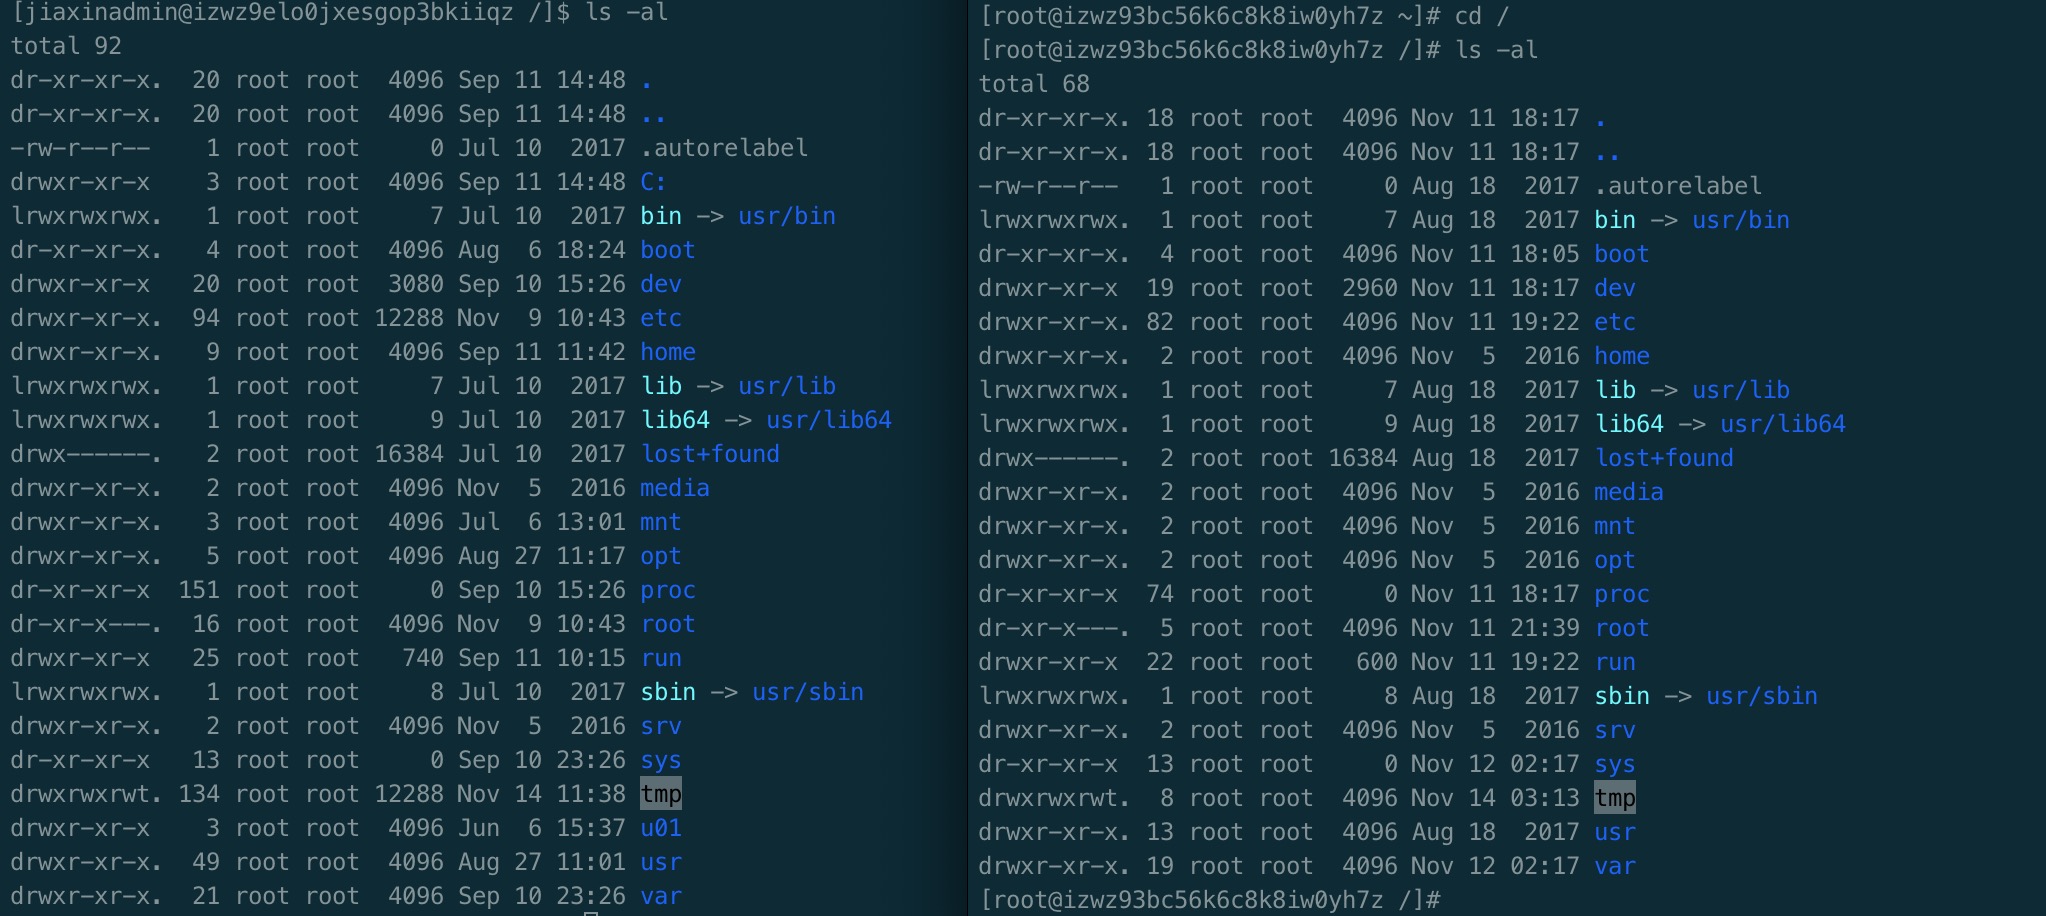 [jiaxinadmin@izwz9elo0jxesgop3bkiiqz /]$ ls -al
total 92
dr-xr-xr-x.  20 root root  4096 Sep 11 14:48 .
dr-xr-xr-x.  20 root root  4096 Sep 11 14:48 ..
-rw-r--r--    1 root root     0 Jul 10  2017 .autorelabel
drwxr-xr-x    3 root root  4096 Sep 11 14:48 C:
lrwxrwxrwx.   1 root root     7 Jul 10  2017 bin -> usr/bin
dr-xr-xr-x.   4 root root  4096 Aug  6 18:24 boot
drwxr-xr-x   20 root root  3080 Sep 10 15:26 dev
drwxr-xr-x.  94 root root 12288 Nov  9 10:43 etc
drwxr-xr-x.   9 root root  4096 Sep 11 11:42 home
lrwxrwxrwx.   1 root root     7 Jul 10  2017 lib -> usr/lib
lrwxrwxrwx.   1 root root     9 Jul 10  2017 lib64 -> usr/lib64
drwx------.   2 root root 16384 Jul 10  2017 lost+found
drwxr-xr-x.   2 root root  4096 Nov  5  2016 media
drwxr-xr-x.   3 root root  4096 Jul  6 13:01 mnt
drwxr-xr-x.   5 root root  4096 Aug 27 11:17 opt
dr-xr-xr-x  151 root root     0 Sep 10 15:26 proc
dr-xr-x---.  16 root root  4096 Nov  9 10:43 root
drwxr-xr-x   25 root root   740 Sep 11 10:15 run
lrwxrwxrwx.   1 root root     8 Jul 10  2017 sbin -> usr/sbin
drwxr-xr-x.   2 root root  4096 Nov  5  2016 srv
dr-xr-xr-x   13 root root     0 Sep 10 23:26 sys
drwxrwxrwt. 134 root root 12288 Nov 14 11:38 tmp
drwxr-xr-x    3 root root  4096 Jun  6 15:37 u01
drwxr-xr-x.  49 root root  4096 Aug 27 11:01 usr
drwxr-xr-x.  21 root root  4096 Sep 10 23:26 var
[root@izwz93bc56k6c8k8iw0yh7z ~]# cd /
[root@izwz93bc56k6c8k8iw0yh7z /]# ls -al
total 68
dr-xr-xr-x. 18 root root  4096 Nov 11 18:17 .
dr-xr-xr-x. 18 root root  4096 Nov 11 18:17 ..
-rw-r--r--   1 root root     0 Aug 18  2017 .autorelabel
lrwxrwxrwx.  1 root root     7 Aug 18  2017 bin -> usr/bin
dr-xr-xr-x.  4 root root  4096 Nov 11 18:05 boot
drwxr-xr-x  19 root root  2960 Nov 11 18:17 dev
drwxr-xr-x. 82 root root  4096 Nov 11 19:22 etc
drwxr-xr-x.  2 root root  4096 Nov  5  2016 home
lrwxrwxrwx.  1 root root     7 Aug 18  2017 lib -> usr/lib
lrwxrwxrwx.  1 root root     9 Aug 18  2017 lib64 -> usr/lib64
drwx------.  2 root root 16384 Aug 18  2017 lost+found
drwxr-xr-x.  2 root root  4096 Nov  5  2016 media
drwxr-xr-x.  2 root root  4096 Nov  5  2016 mnt
drwxr-xr-x.  2 root root  4096 Nov  5  2016 opt
dr-xr-xr-x  74 root root     0 Nov 11 18:17 proc
dr-xr-x---.  5 root root  4096 Nov 11 21:39 root
drwxr-xr-x  22 root root   600 Nov 11 19:22 run
lrwxrwxrwx.  1 root root     8 Aug 18  2017 sbin -> usr/sbin
drwxr-xr-x.  2 root root  4096 Nov  5  2016 srv
dr-xr-xr-x  13 root root     0 Nov 12 02:17 sys
drwxrwxrwt.  8 root root  4096 Nov 14 03:13 tmp
drwxr-xr-x. 13 root root  4096 Aug 18  2017 usr
drwxr-xr-x. 19 root root  4096 Nov 12 02:17 var
[root@izwz93bc56k6c8k8iw0yh7z /]#